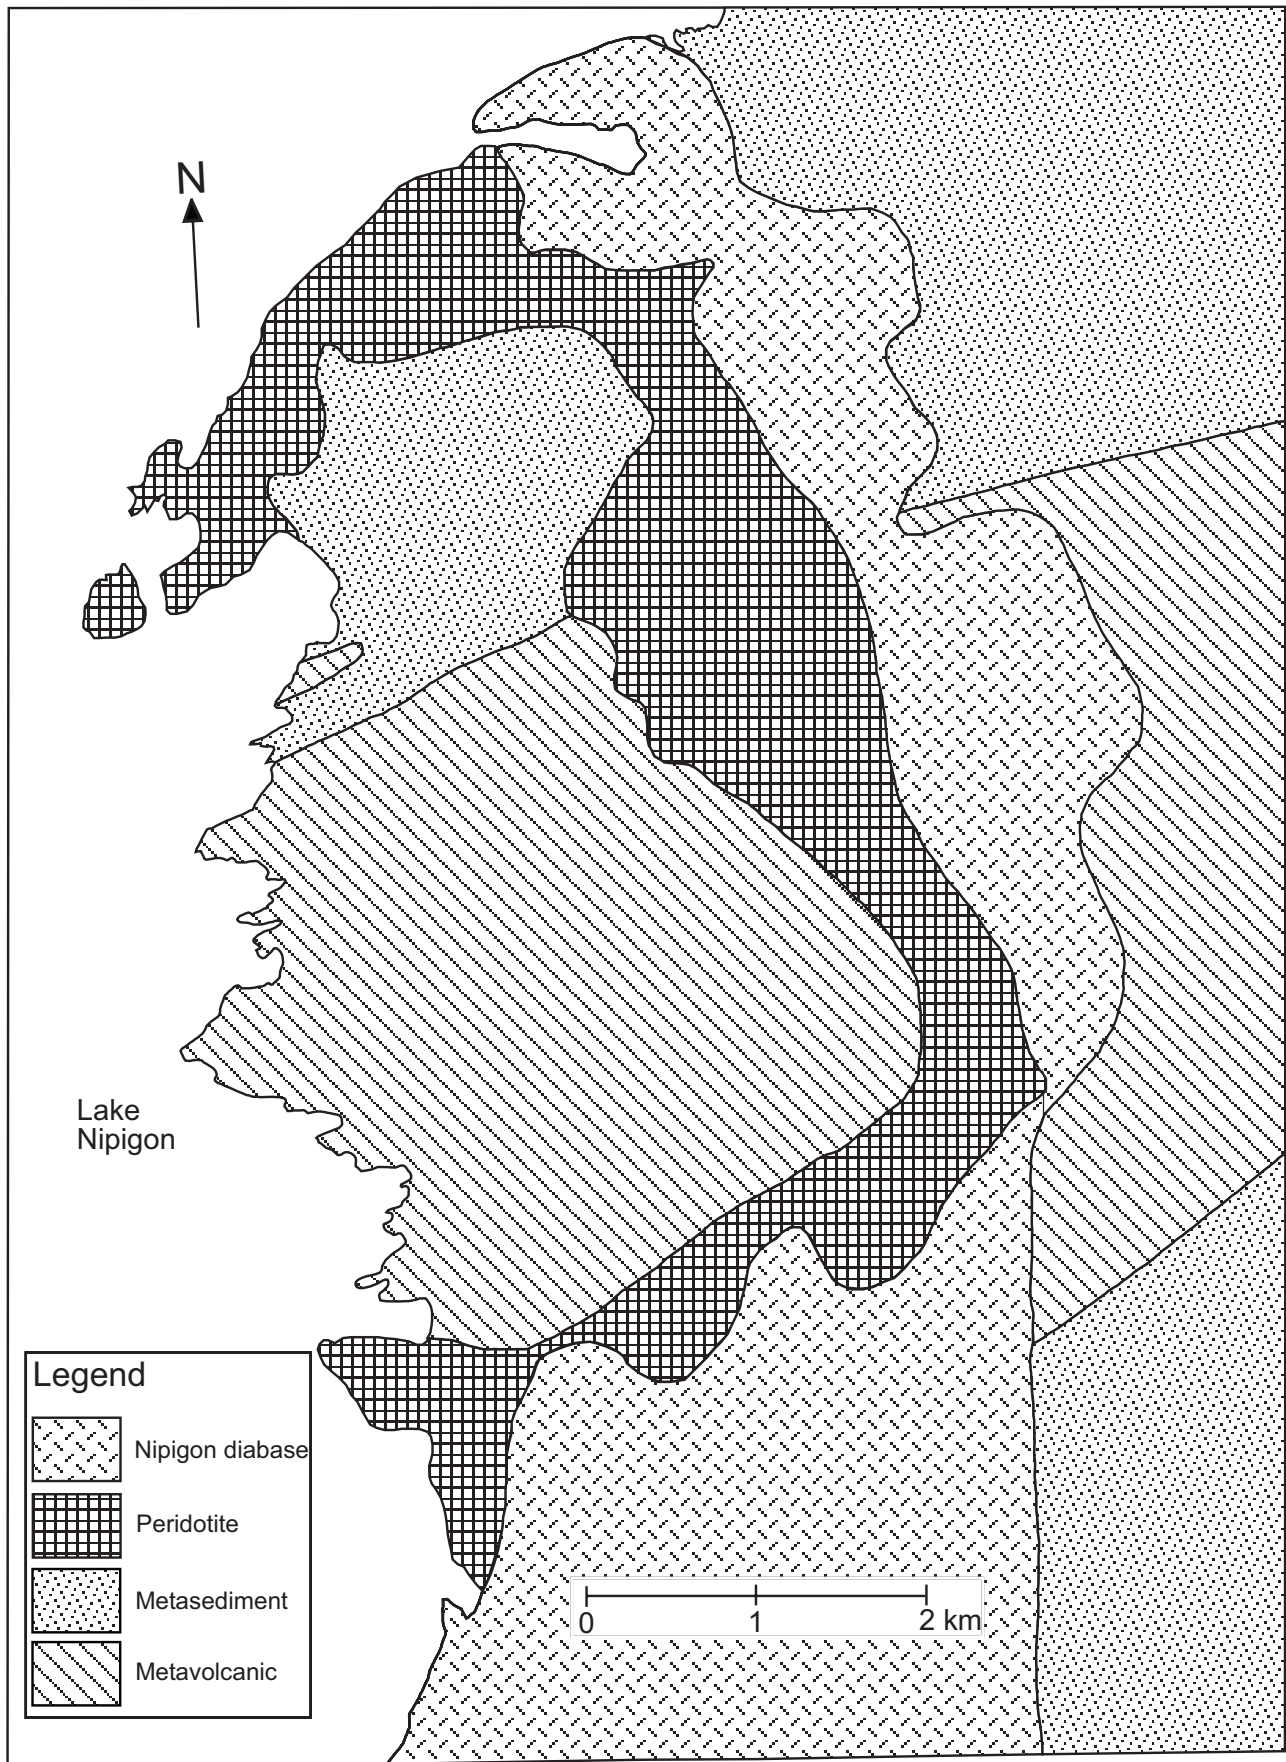 N
Lake
Nipigon
Legend
Nipigon diabase
Peridotite
Metasediment
Metavolcanic
0 1 2 km